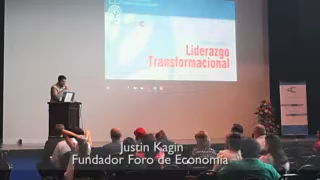 Liderazgo
Transformacional
Justin Kagin
Fundador Foro de Economía